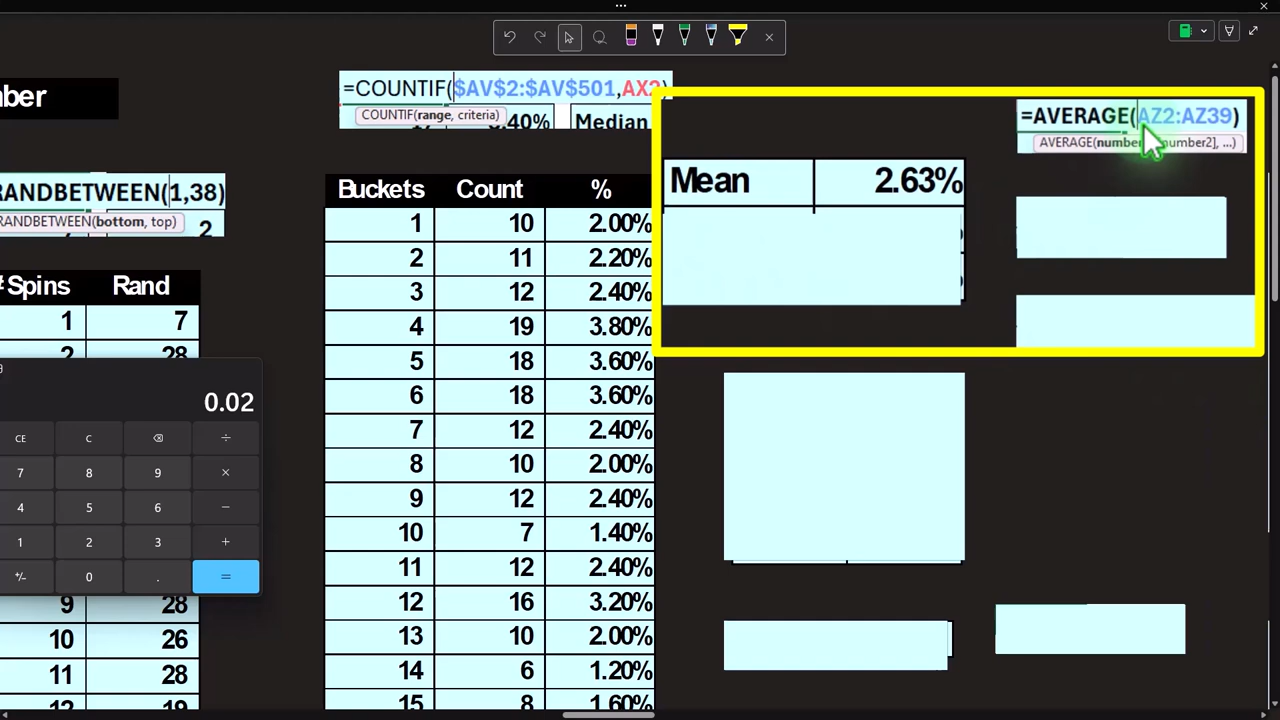 nber
=COUNTIF($AV$2:$AV$501,AX2)
COUNTIF(range, criteria)
Median
=AVERAGE(AZ2:AZ39)
Mean 2.63%
RANDBETWEEN(1,38)
RANDBETWEEN(bottom, top)
2
Buckets Count %
1 10 2.00%
2 11 2.20%
3 12 2.40%
4 19 3.80%
5 18 3.60%
6 18 3.60%
7 12 2.40%
8 10 2.00%
9 12 2.40%
10 7 1.40%
11 12 2.40%
12 16 3.20%
13 10 2.00%
14 6 1.20%
15 8 1.60%
# Spins Rand
1 7
2 28
0.02
CE C ÷
7 8 9 ×
4 5 6 −
1 2 3 +
+/− 0 . =
9 28
10 26
11 28
12 19